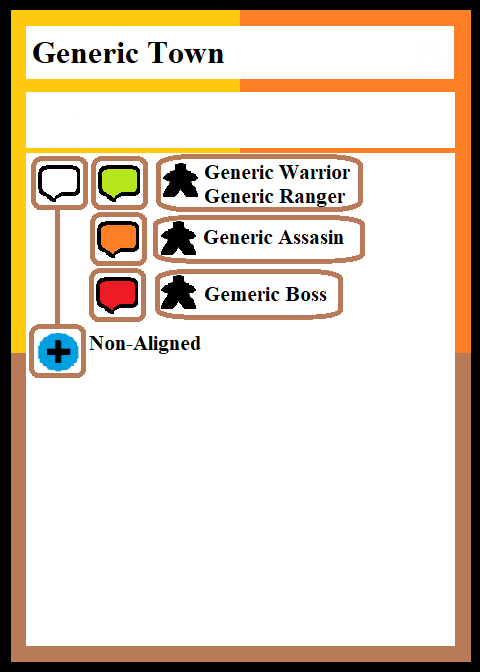 Generic Town
Generic Warrior
Generic Ranger
Generic Assasin
Gemeric Boss
Non-Aligned